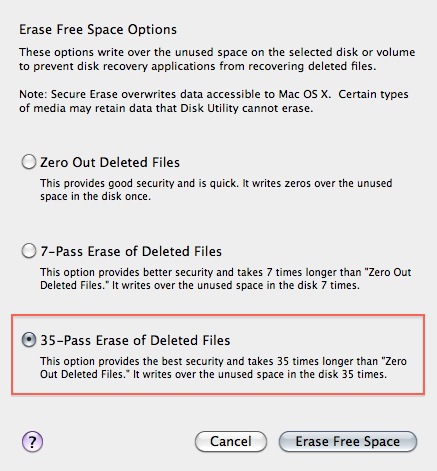 Erase Free Space Options
These options write over the unused space on the selected disk or volume
to prevent disk recovery applications from recovering deleted files.
Note: Secure Erase overwrites data accessible to Mac OS X.  Certain types
of media may retain data that Disk Utility cannot erase.
Zero Out Deleted Files
This provides good security and is quick. It writes zeros over the unused
space in the disk once.
7-Pass Erase of Deleted Files
This option provides better security and takes 7 times longer than "Zero Out
Deleted Files." It writes over the unused space in the disk 7 times.
35-Pass Erase of Deleted Files
This option provides the best security and takes 35 times longer than "Zero
Out Deleted Files." It writes over the unused space in the disk 35 times.
? Cancel Erase Free Space